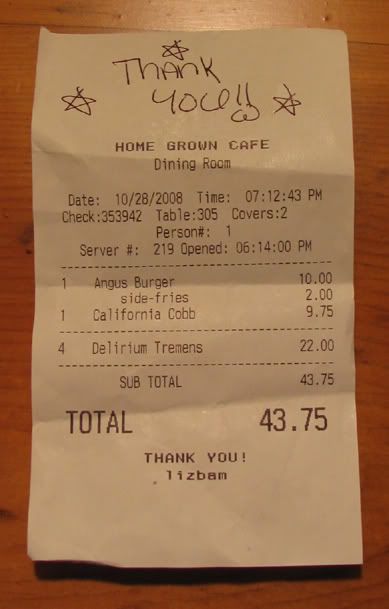 THANK
YOU!!
HOME GROWN CAFE
Dining Room
Date: 10/28/2008 Time: 07:12:43 PM
Check:353942 Table:305 Covers:2
Person#: 1
Server #: 219 Opened: 06:14:00 PM
1 Angus Burger 10.00
side-fries 2.00
1 California Cobb 9.75
4 Delirium Tremens 22.00
SUB TOTAL 43.75
TOTAL 43.75
THANK YOU!
lizbam